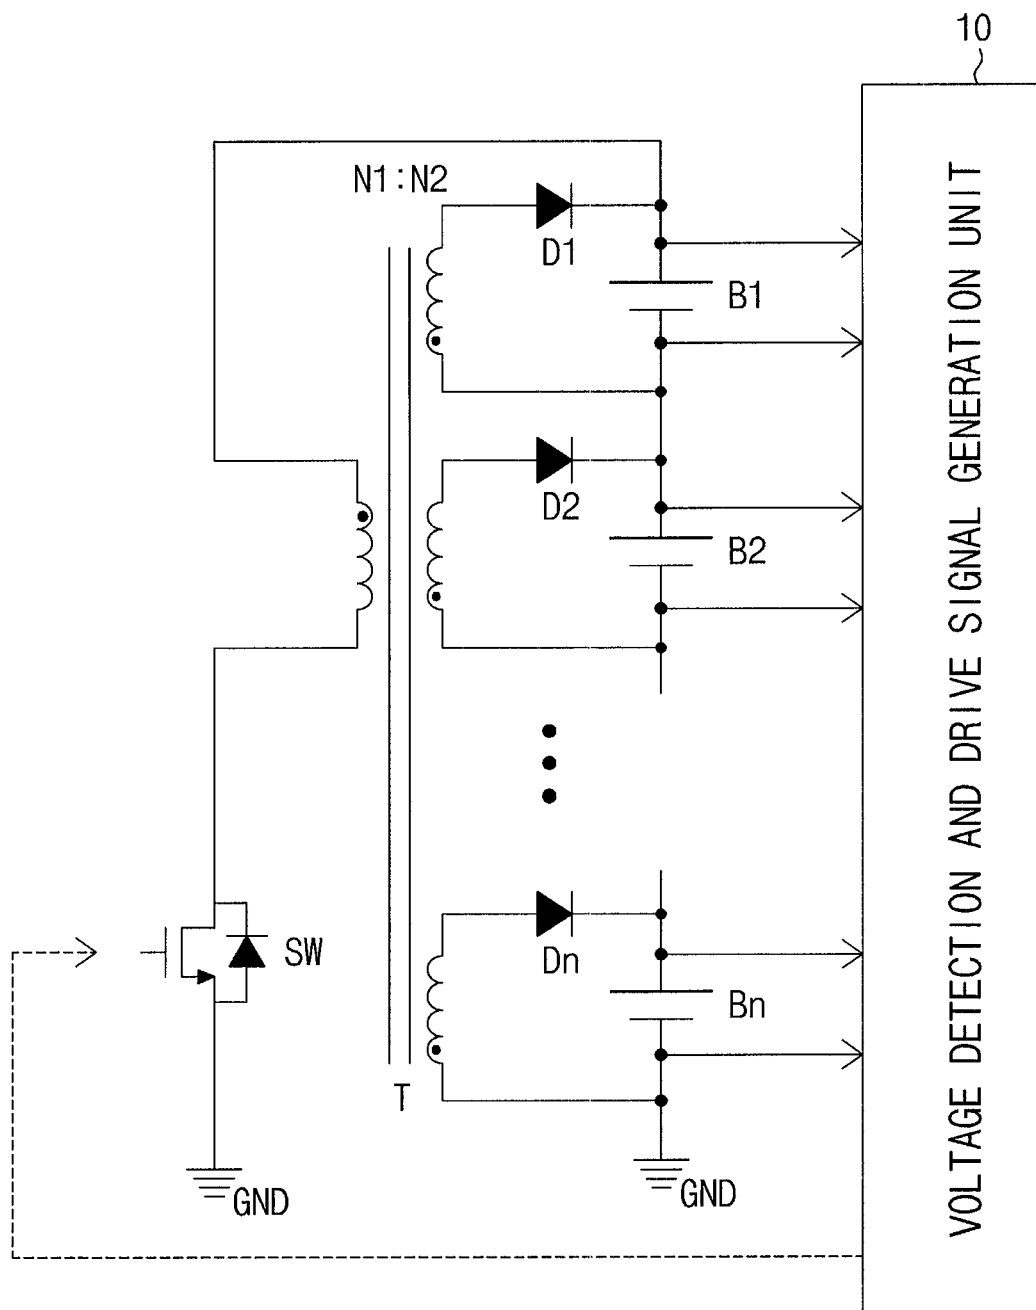 10
N1:N2
D1
B1
D2
B2
Dn
Bn
SW
T
GND
GND
VOLTAGE DETECTION AND DRIVE SIGNAL GENERATION UNIT